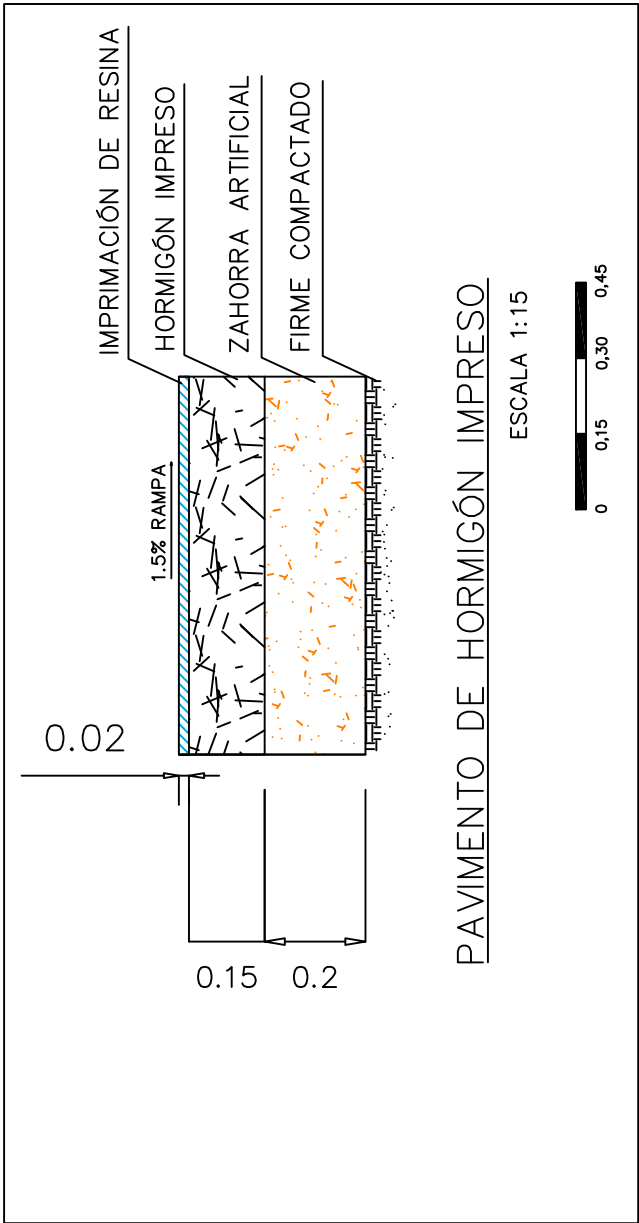 IMPRIMACIÓN DE RESINA
HORMIGÓN IMPRESO
ZAHORRA ARTIFICIAL
FIRME COMPACTADO
1.5% RAMPA
0.02
0.15
0.2
PAVIMENTO DE HORMIGÓN IMPRESO
ESCALA 1:15
0 0,15 0,30 0,45